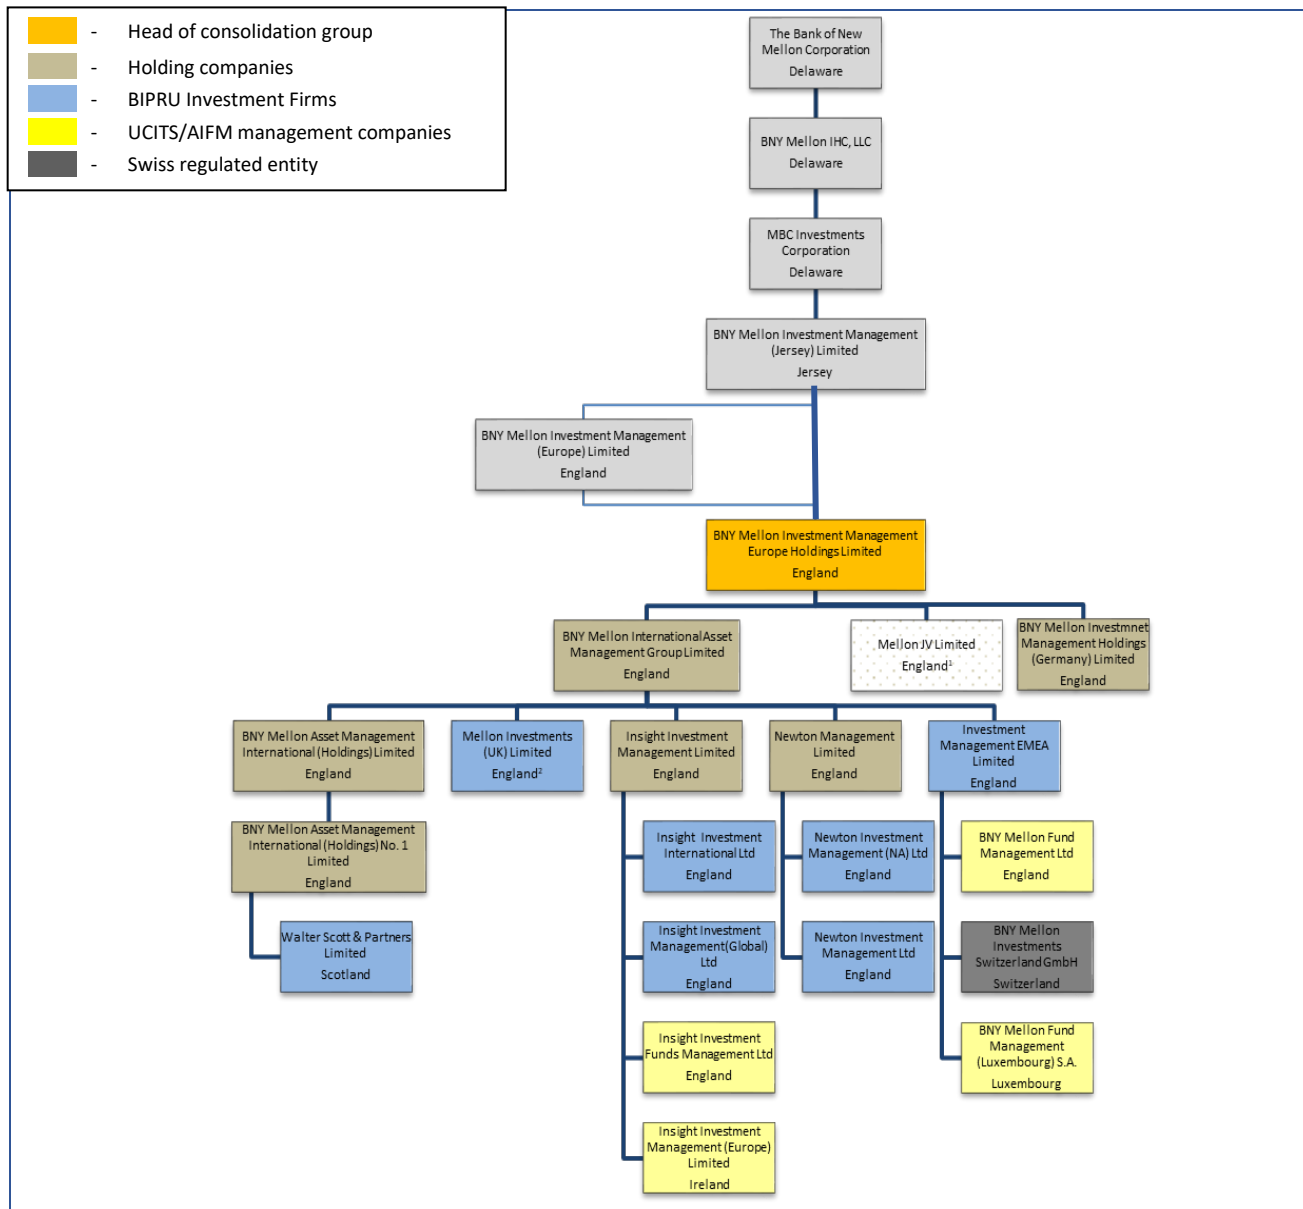 - Head of consolidation group
- Holding companies
- BIPRU Investment Firms
- UCITS/AIFM management companies
- Swiss regulated entity
The Bank of New
Mellon Corporation
Delaware
BNY Mellon IHC, LLC
Delaware
MBC Investments
Corporation
Delaware
BNY Mellon Investment Management
(Jersey) Limited
Jersey
BNY Mellon Investment Management
(Europe) Limited
England
BNY Mellon Investment Management
Europe Holdings Limited
England
BNY Mellon International Asset
Management Group Limited
England
Mellon JV Limited
England¹
BNY Mellon Investmnet
Management Holdings
(Germany) Limited
England
BNY Mellon Asset Management
International (Holdings) Limited
England
Mellon Investments
(UK) Limited
England²
Insight Investment
Management Limited
England
Newton Management
Limited
England
Investment
Management EMEA
Limited
England
BNY Mellon Asset Management
International (Holdings) No. 1
Limited
England
Insight Investment
International Ltd
England
Newton Investment
Management (NA) Ltd
England
BNY Mellon Fund
Management Ltd
England
Walter Scott & Partners
Limited
Scotland
Insight Investment
Management (Global)
Ltd
England
Newton Investment
Management Ltd
England
BNY Mellon
Investments
Switzerland GmbH
Switzerland
Insight Investment
Funds Management Ltd
England
BNY Mellon Fund
Management
(Luxembourg) S.A.
Luxembourg
Insight Investment
Management (Europe)
Limited
Ireland